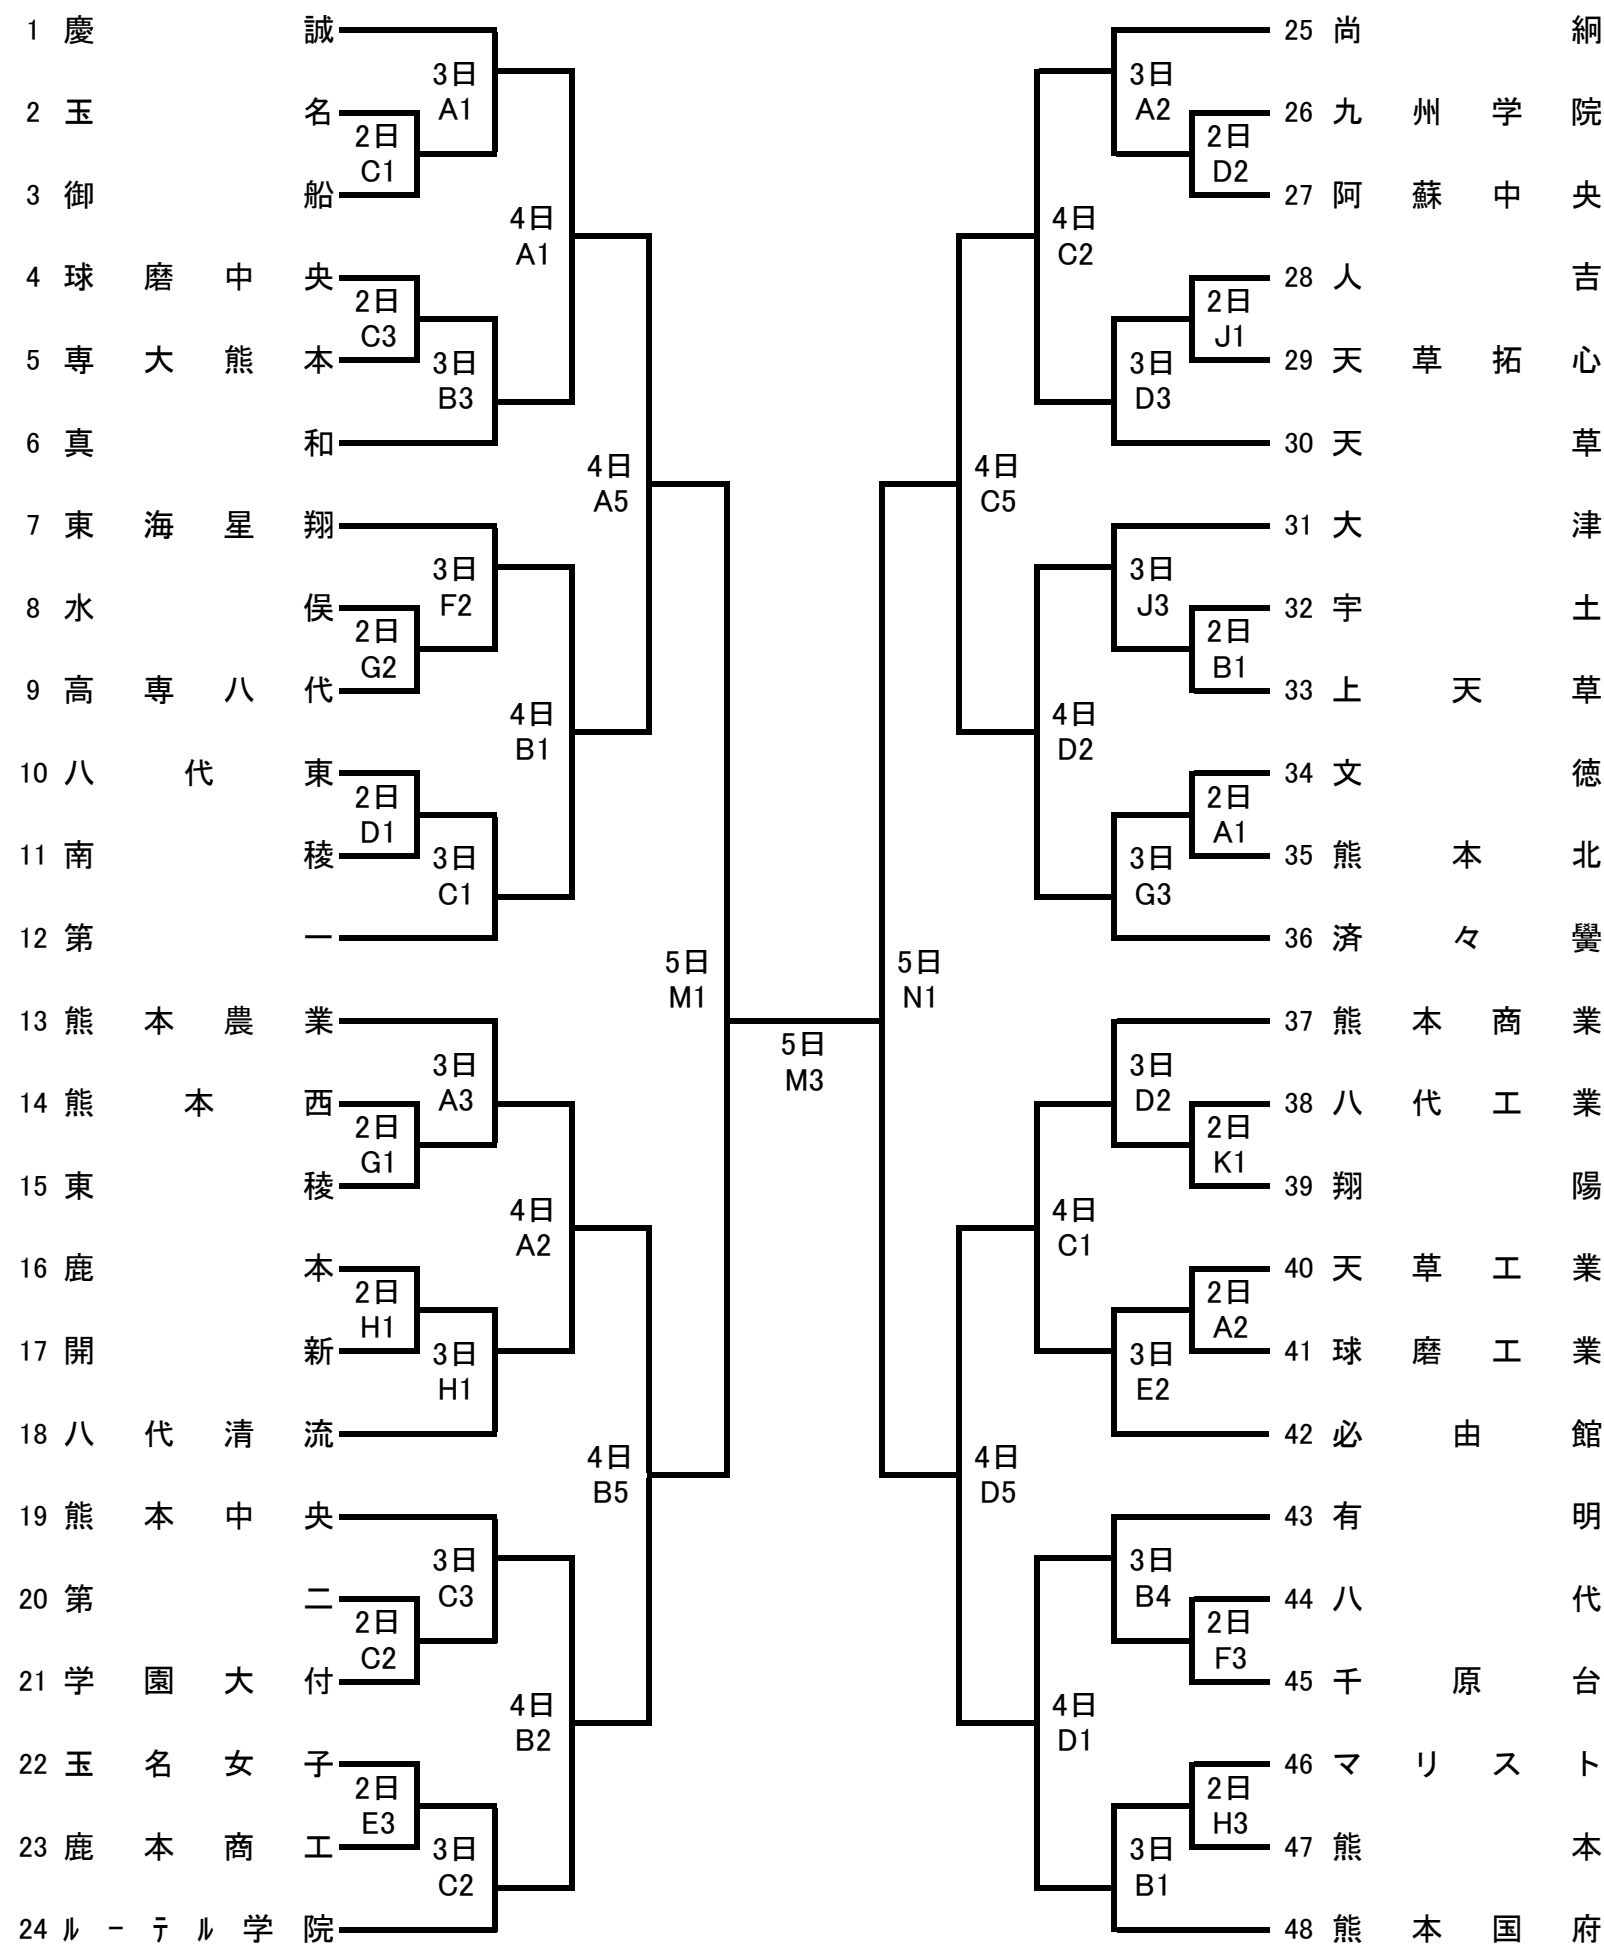 1 慶誠
3日
A1
2 玉名
2日
C1
3 御船
4日
A1
4 球磨中央
2日
C3
5 専大熊本
3日
B3
6 真和
4日
A5
7 東海星翔
3日
F2
8 水俣
2日
G2
9 高専八代
4日
B1
10 八代東
2日
D1
11 南稜
3日
C1
12 第一
5日
M1
13 熊本農業
3日
A3
14 熊本西
2日
G1
15 東稜
4日
A2
16 鹿本
2日
H1
17 開新
3日
H1
18 八代清流
4日
B5
19 熊本中央
3日
C3
20 第二
2日
C2
21 学園大付
4日
B2
22 玉名女子
2日
E3
23 鹿本商工
3日
C2
24 ﾙｰﾃﾙ学院
5日
M3
25 尚絅
3日
A2
26 九州学院
2日
D2
27 阿蘇中央
4日
C2
28 人吉
2日
J1
29 天草拓心
3日
D3
30 天草
4日
C5
31 大津
3日
J3
32 宇土
2日
B1
33 上天草
4日
D2
34 文徳
2日
A1
35 熊本北
3日
G3
36 済々黌
5日
N1
37 熊本商業
3日
D2
38 八代工業
2日
K1
39 翔陽
4日
C1
40 天草工業
2日
A2
41 球磨工業
3日
E2
42 必由館
4日
D5
43 有明
3日
B4
44 八代
2日
F3
45 千原台
4日
D1
46 マリスト
2日
H3
47 熊本
3日
B1
48 熊本国府